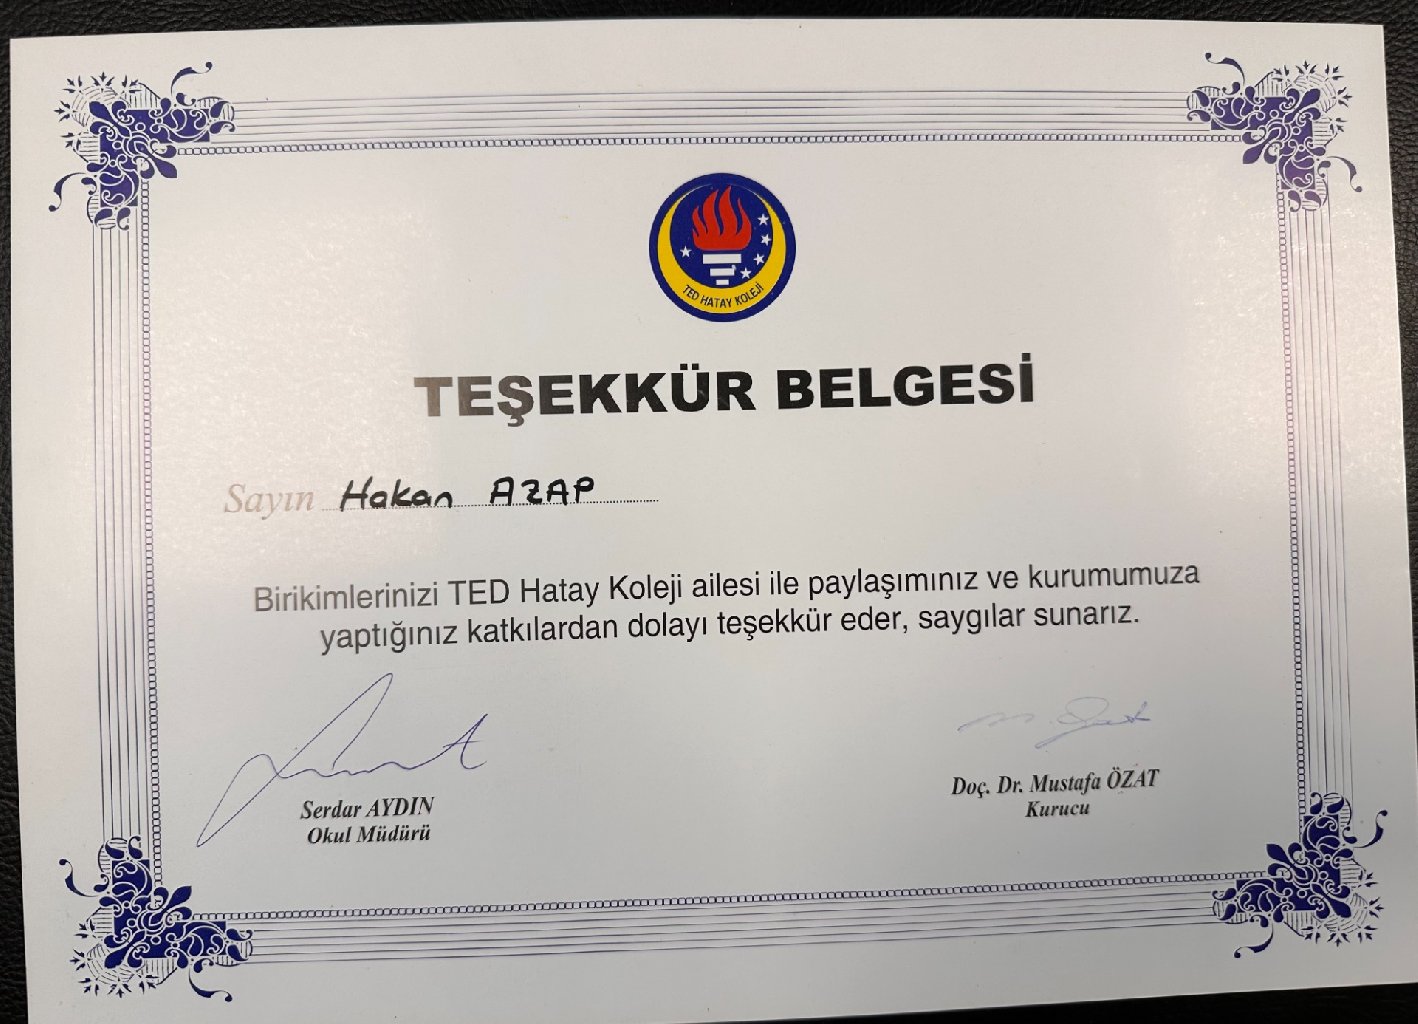 TED HATAY KOLEJİ
TEŞEKKÜR BELGESİ
Sayın Hakan AZAP
Birikimlerinizi TED Hatay Koleji ailesi ile paylaşımınız ve kurumumuza
yaptığınız katkılardan dolayı teşekkür eder, saygılar sunarız.
Serdar AYDIN
Okul Müdürü
Doç. Dr. Mustafa ÖZAT
Kurucu